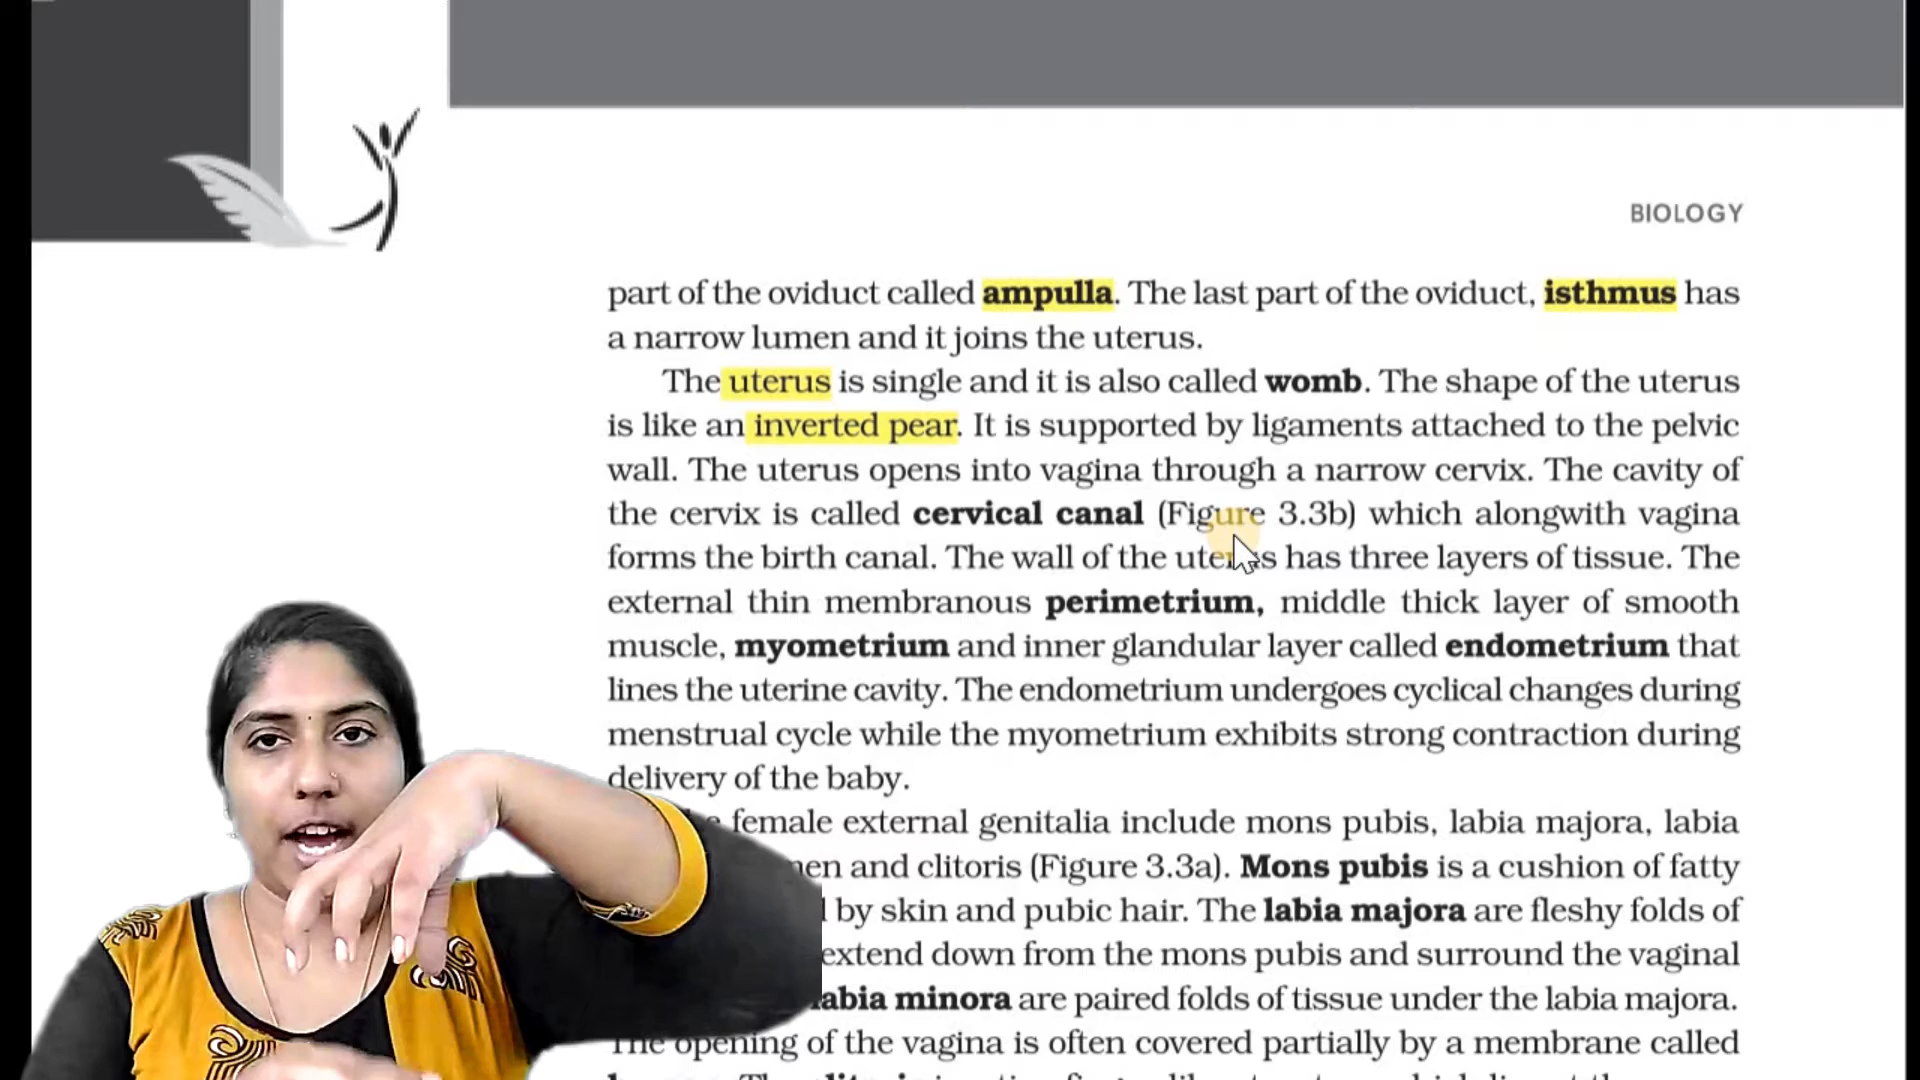 BIOLOGY
part of the oviduct called ampulla. The last part of the oviduct, isthmus has
a narrow lumen and it joins the uterus.
The uterus is single and it is also called womb. The shape of the uterus
is like an inverted pear. It is supported by ligaments attached to the pelvic
wall. The uterus opens into vagina through a narrow cervix. The cavity of
the cervix is called cervical canal (Figure 3.3b) which alongwith vagina
forms the birth canal. The wall of the uterus has three layers of tissue. The
external thin membranous perimetrium, middle thick layer of smooth
muscle, myometrium and inner glandular layer called endometrium that
lines the uterine cavity. The endometrium undergoes cyclical changes during
menstrual cycle while the myometrium exhibits strong contraction during
delivery of the baby.
female external genitalia include mons pubis, labia majora, labia
and clitoris (Figure 3.3a). Mons pubis is a cushion of fatty
by skin and pubic hair. The labia majora are fleshy folds of
extend down from the mons pubis and surround the vaginal
labia minora are paired folds of tissue under the labia majora.
The opening of the vagina is often covered partially by a membrane called